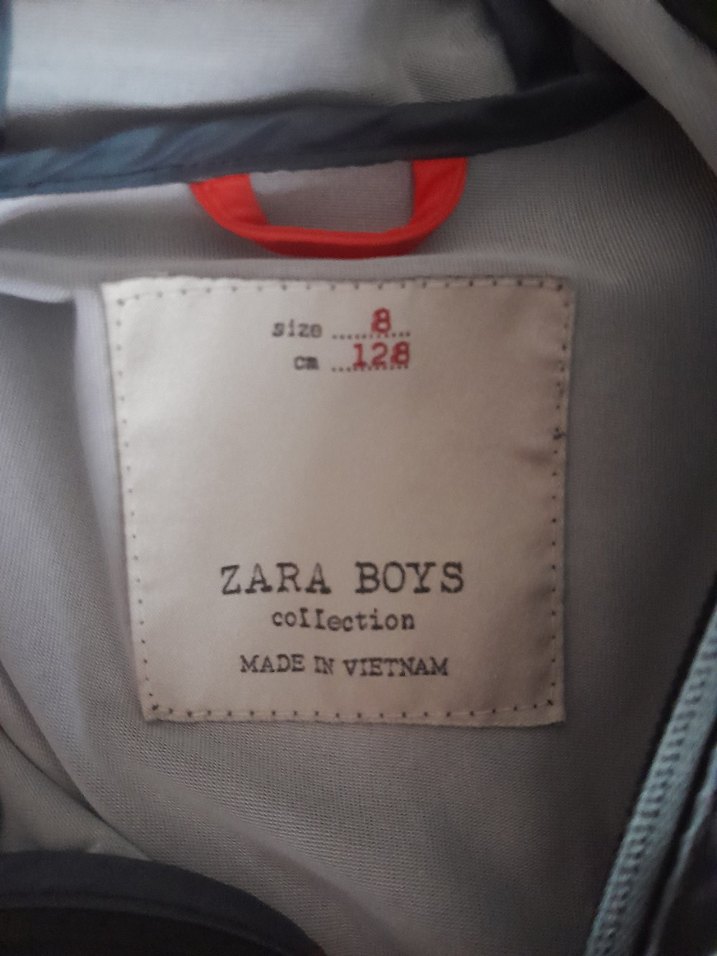 size ........8...
cm ...128
ZARA BOYS
collection
MADE IN VIETNAM